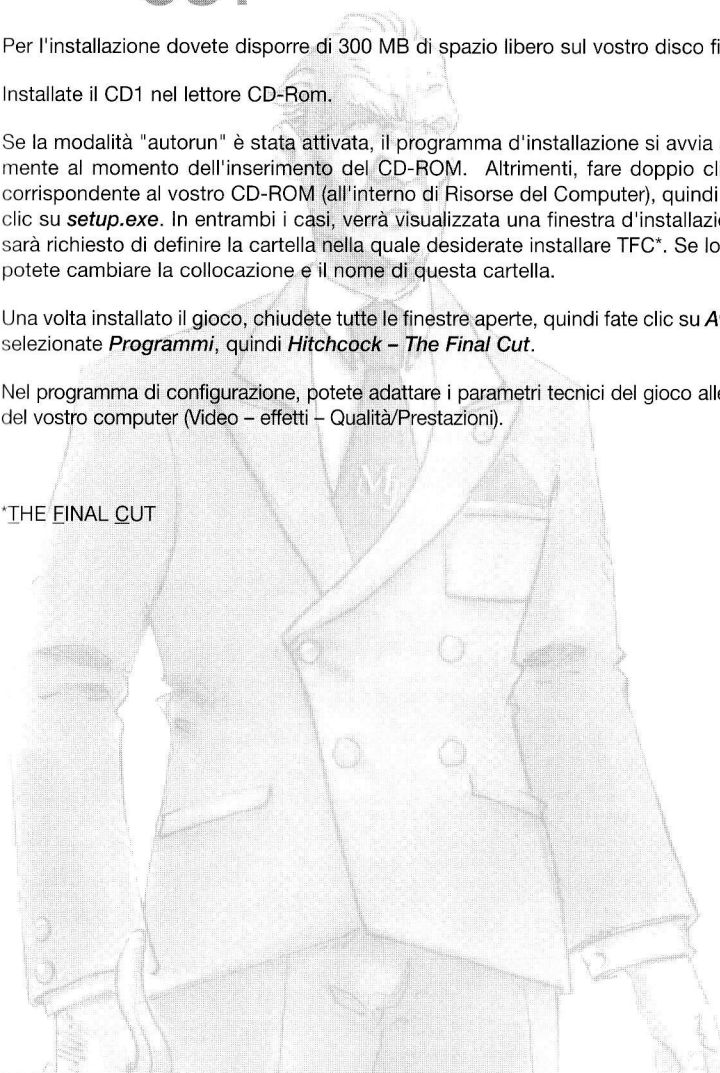 Per l'installazione dovete disporre di 300 MB di spazio libero sul vostro disco
Installate il CD1 nel lettore CD-Rom.
Se la modalità "autorun" è stata attivata, il programma d'installazione si avvia
mente al momento dell'inserimento del CD-ROM. Altrimenti, fare doppio
corrispondente al vostro CD-ROM (all'interno di Risorse del Computer), quindi
clic su setup.exe. In entrambi i casi, verrà visualizzata una finestra
sarà richiesto di definire la cartella nella quale desiderate installare TFC*. Se lo
potete cambiare la collocazione e il nome di questa cartella.
Una volta installato il gioco, chiudete tutte le finestre aperte, quindi fate clic su
selezionate Programmi, quindi Hitchcock – The Final Cut.
Nel programma di configurazione, potete adattare i parametri tecnici del gioco
del vostro computer (Video – effetti – Qualità/Prestazioni).
*THE FINAL CUT